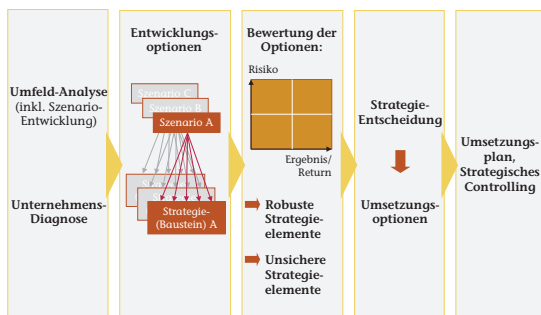 Umfeld-Analyse
(inkl. Szenario-
Entwicklung)
Unternehmens-
Diagnose
Entwicklungs-
optionen
Szenario C
Szenario B
Szenario A
Strategie-
(Baustein) A
Bewertung der
Optionen:
Risiko
Ergebnis/
Return
Robuste
Strategie-
elemente
Unsichere
Strategie-
elemente
Strategie-
Entscheidung
Umsetzungs-
optionen
Umsetzungs-
plan,
Strategisches
Controlling